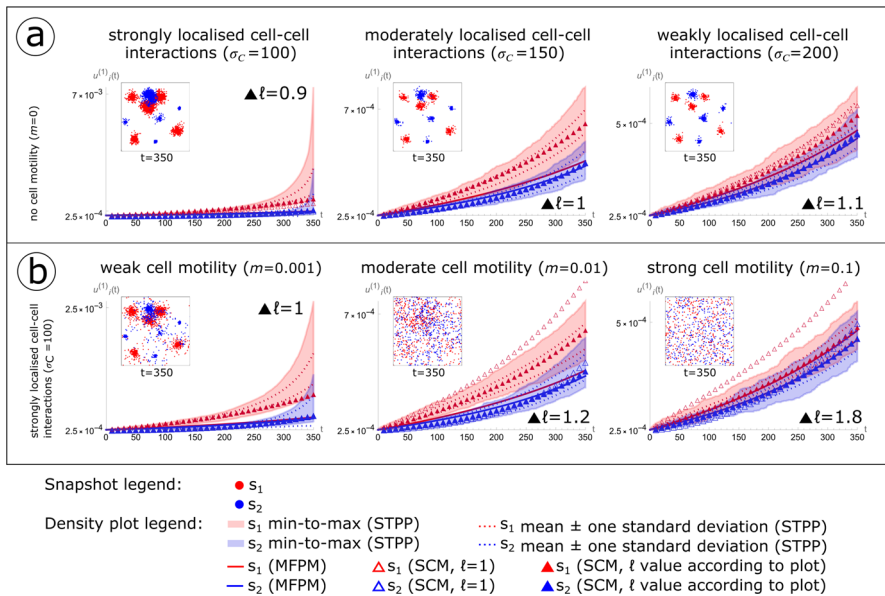 a
strongly localised cell-cell
interactions (σC=100)
moderately localised cell-cell
interactions (σC=150)
weakly localised cell-cell
interactions (σC=200)
no cell motility (m=0)
u(1)i(t)
7×10−3
2.5×10−4
t=350
▲ℓ=0.9
0 50 100 150 200 250 300 350
t
u(1)i(t)
7×10−4
2.5×10−4
t=350
▲ℓ=1
0 50 100 150 200 250 300 350
t
u(1)i(t)
5×10−4
2.5×10−4
t=350
▲ℓ=1.1
0 50 100 150 200 250 300 350
t
b
weak cell motility (m=0.001)
moderate cell motility (m=0.01)
strong cell motility (m=0.1)
strongly localised cell-cell
interactions (σC=100)
u(1)i(t)
2.5×10−3
2.5×10−4
t=350
▲ℓ=1
0 50 100 150 200 250 300 350
t
u(1)i(t)
7×10−4
2.5×10−4
t=350
▲ℓ=1.2
0 50 100 150 200 250 300 350
t
u(1)i(t)
5×10−4
2.5×10−4
t=350
▲ℓ=1.8
0 50 100 150 200 250 300 350
t
Snapshot legend:
s1
s2
Density plot legend:
s1 min-to-max (STPP)
s1 mean ± one standard deviation (STPP)
s2 min-to-max (STPP)
s2 mean ± one standard deviation (STPP)
s1 (MFPM)
s1 (SCM, ℓ=1)
s1 (SCM, ℓ value according to plot)
s2 (MFPM)
s2 (SCM, ℓ=1)
s2 (SCM, ℓ value according to plot)